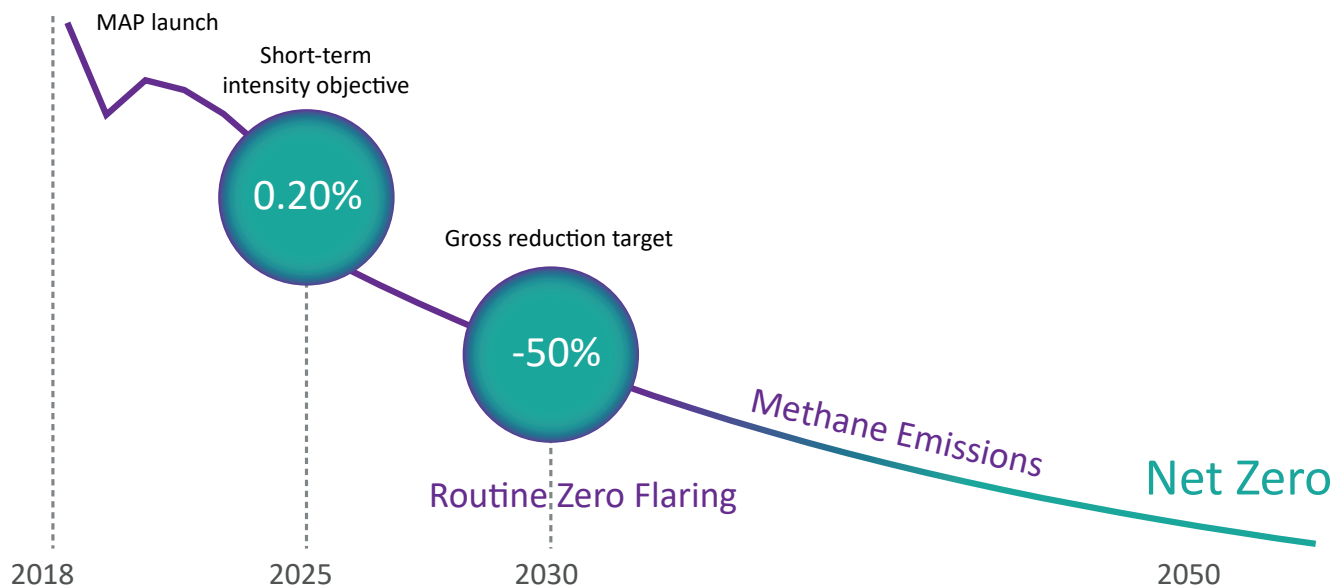 MAP launch
Short-term
intensity objective
0.20%
Gross reduction target
-50%
Methane Emissions
Net Zero
Routine Zero Flaring
2018
2025
2030
2050